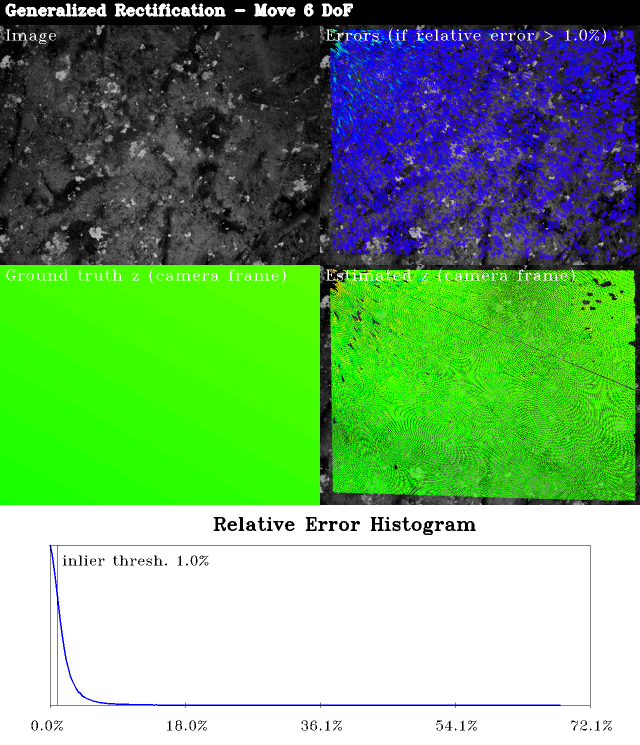 Generalized Rectification - Move 6 DoF
Image
Errors (if relative error > 1.0%)
Ground truth z (camera frame)
Estimated z (camera frame)
Relative Error Histogram
inlier thresh. 1.0%
0.0% 18.0% 36.1% 54.1% 72.1%